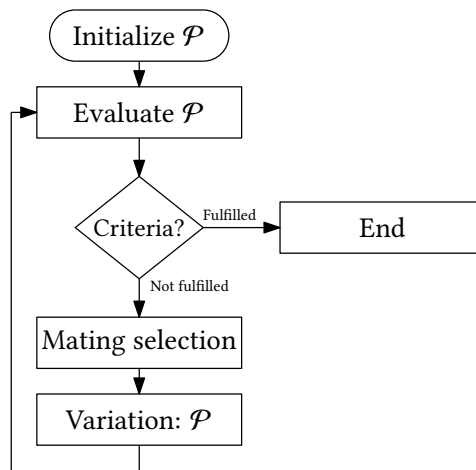 Initialize 𝒫
Evaluate 𝒫
Criteria?
Fulfilled
End
Not fulfilled
Mating selection
Variation: 𝒫